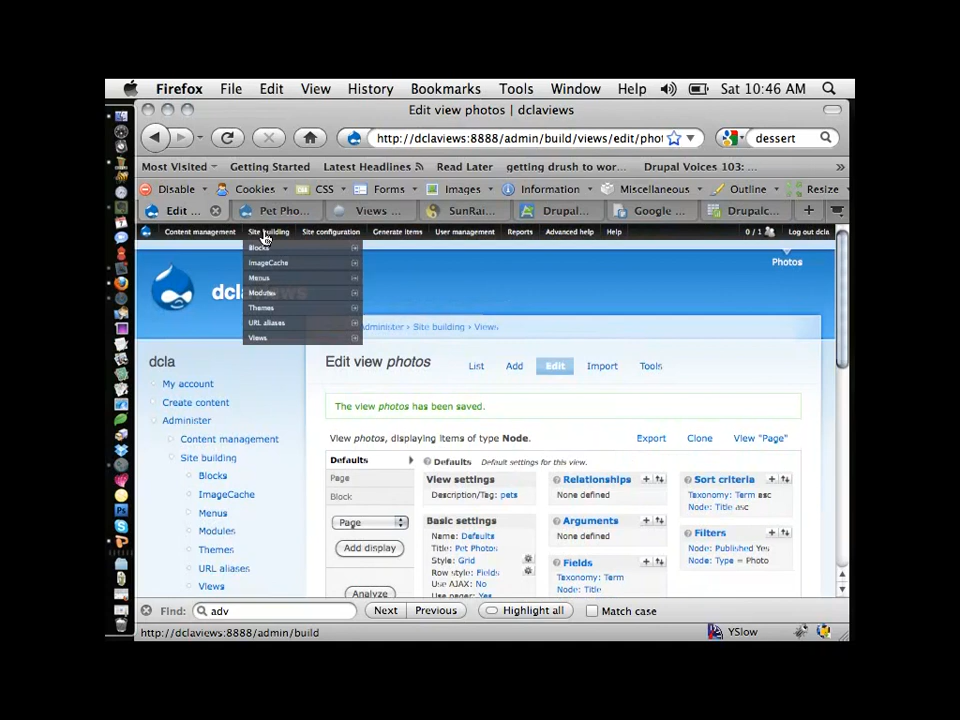 Firefox File Edit View History Bookmarks Tools Window Help Sat 10:46 AM
Edit view photos | dclaviews
http://dclaviews:8888/admin/build/views/edit/phot dessert
Most Visited Getting Started Latest Headlines Read Later getting drush to wor... Drupal Voices 103:... »
Disable Cookies CSS Forms Images Information Miscellaneous Outline Resize
Edit ... Pet Pho... Views ... SunRai... Drupal... Google ... Drupalc...
Content management Site building Site configuration Generate items User management Reports Advanced help Help 0 / 1 Log out dcla
Blocks
ImageCache
Menus
Modules
Themes
URL aliases
Views
Photos
Administer › Site building › Views
dcla
My account
Create content
Administer
Content management
Site building
Blocks
ImageCache
Menus
Modules
Themes
URL aliases
Views
Edit view photos List Add Edit Import Tools
The view photos has been saved.
View photos, displaying items of type Node. Export Clone View "Page"
Defaults
Page
Block
Page
Add display
Analyze
Defaults Default settings for this view.
View settings
Description/Tag: pets
Basic settings
Name: Defaults
Title: Pet Photos
Style: Grid
Row style: Fields
Use AJAX: No
Use pager: Yes
Relationships
None defined
Arguments
None defined
Fields
Taxonomy: Term
Node: Title
Sort criteria
Taxonomy: Term asc
Node: Title asc
Filters
Node: Published Yes
Node: Type = Photo
Find: adv Next Previous Highlight all Match case
http://dclaviews:8888/admin/build YSlow